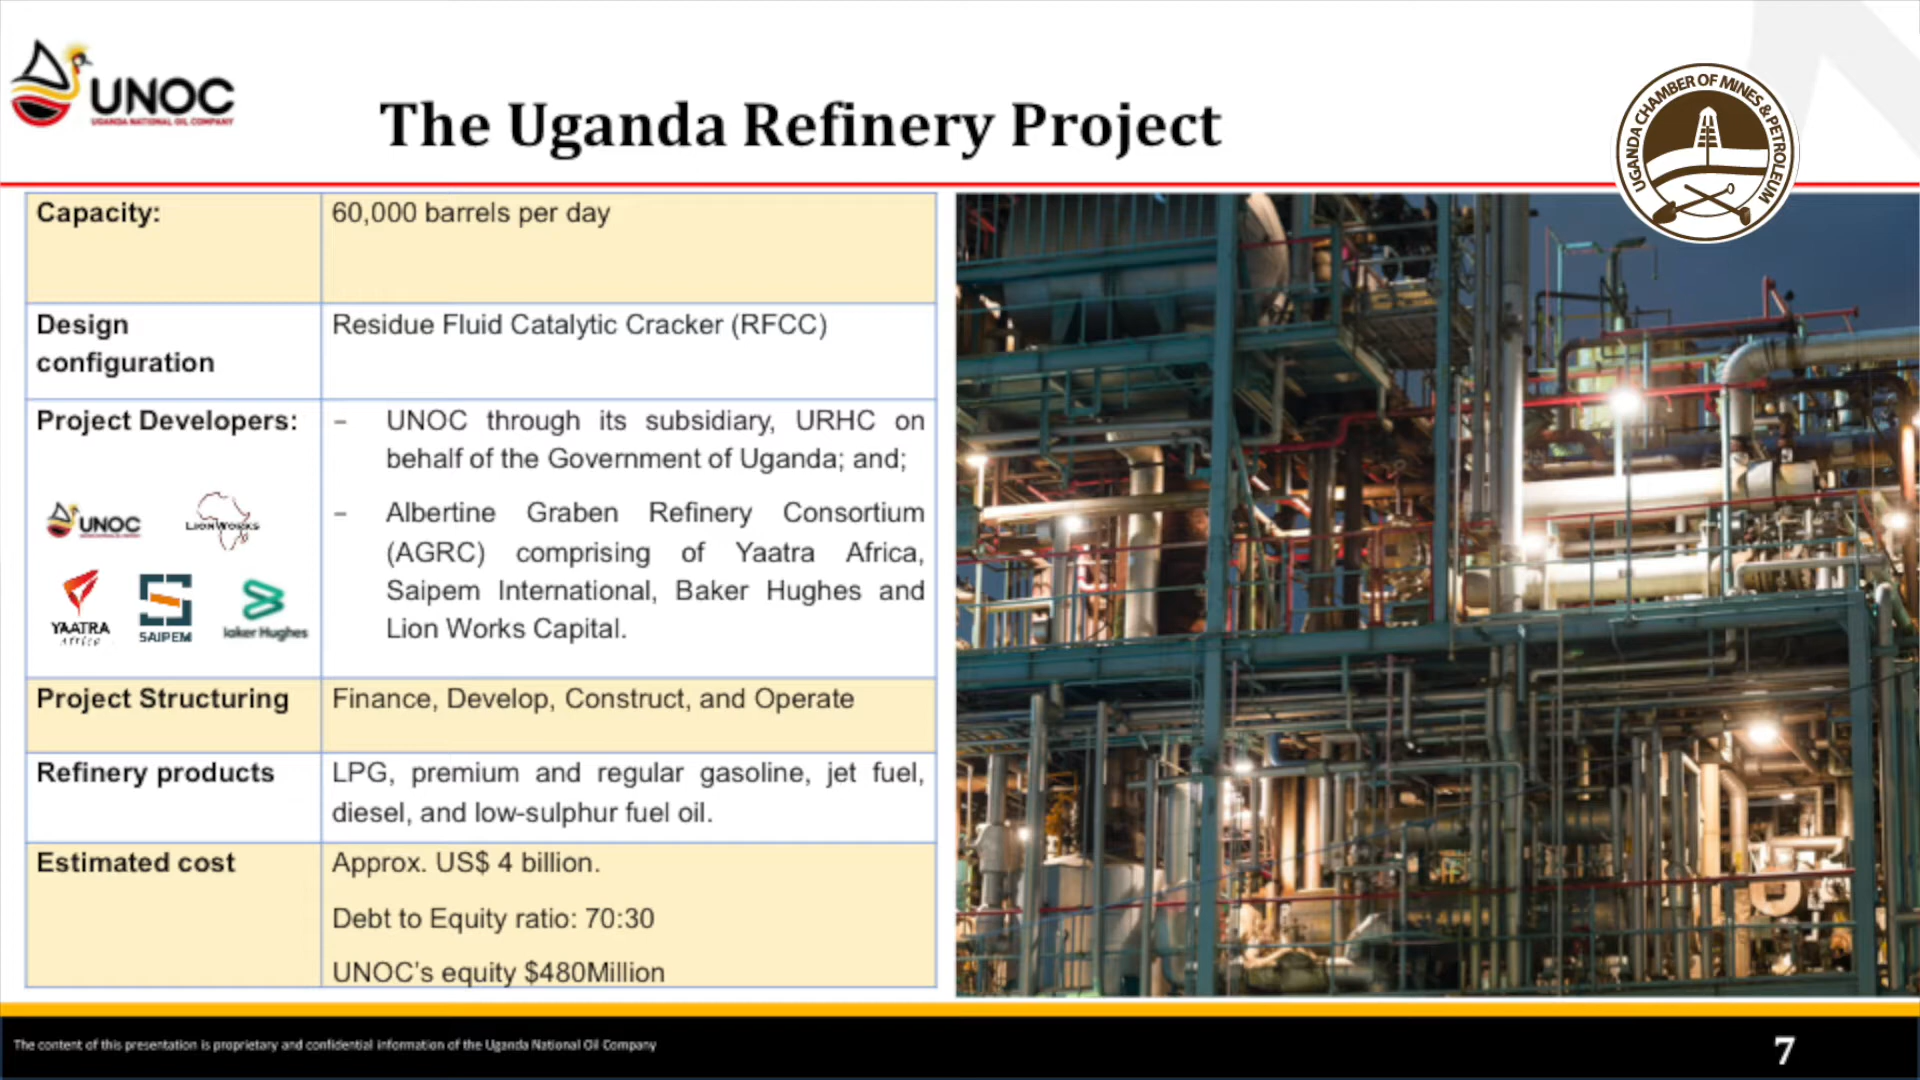 UNOC
UGANDA NATIONAL OIL COMPANY
The Uganda Refinery Project
UGANDA CHAMBER OF MINES & PETROLEUM
Capacity:
60,000 barrels per day
Design
configuration
Residue Fluid Catalytic Cracker (RFCC)
Project Developers:
– UNOC through its subsidiary, URHC on
behalf of the Government of Uganda; and;
– Albertine Graben Refinery Consortium
(AGRC) comprising of Yaatra Africa,
Saipem International, Baker Hughes and
Lion Works Capital.
UNOC
LIONWORKS
YAATRA
SAIPEM
Hughes
Project Structuring
Finance, Develop, Construct, and Operate
Refinery products
LPG, premium and regular gasoline, jet fuel,
diesel, and low-sulphur fuel oil.
Estimated cost
Approx. US$ 4 billion.
Debt to Equity ratio: 70:30
UNOC's equity $480Million
The content of this presentation is proprietary and confidential information of the Uganda National Oil Company
7